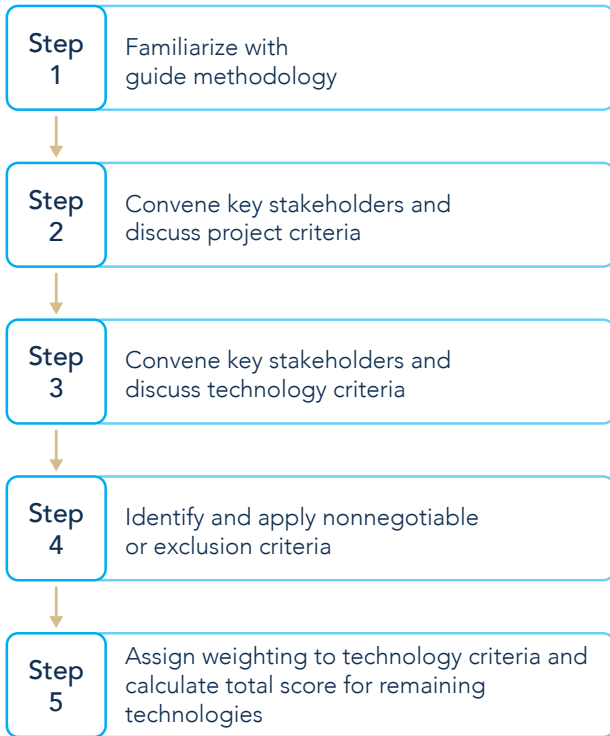 Step
1
Familiarize with
guide methodology
Step
2
Convene key stakeholders and
discuss project criteria
Step
3
Convene key stakeholders and
discuss technology criteria
Step
4
Identify and apply nonnegotiable
or exclusion criteria
Step
5
Assign weighting to technology criteria and
calculate total score for remaining
technologies